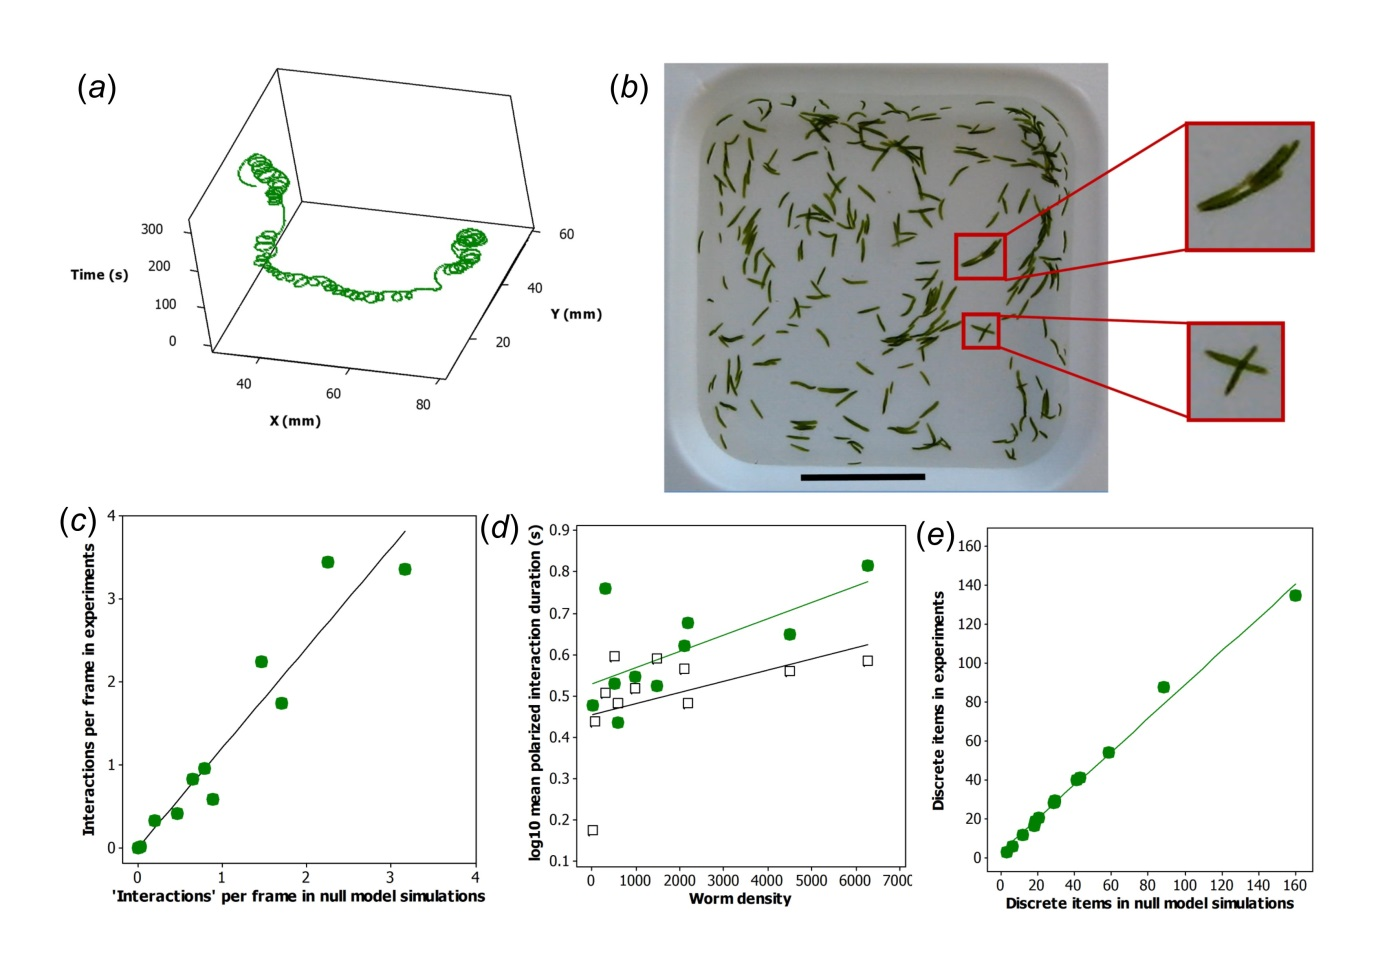 (a)
300
200
100
0
Time (s)
40
60
80
X (mm)
20
40
60
Y (mm)
(b)
(c)
4
3
2
1
0
Interactions per frame in experiments
0 1 2 3 4
'Interactions' per frame in null model simulations
(d)
0.9
0.8
0.7
0.6
0.5
0.4
0.3
0.2
0.1
log10 mean polarized interaction duration (s)
0 1000 2000 3000 4000 5000 6000 7000
Worm density
(e)
160
140
120
100
80
60
40
20
0
Discrete items in experiments
0 20 40 60 80 100 120 140 160
Discrete items in null model simulations